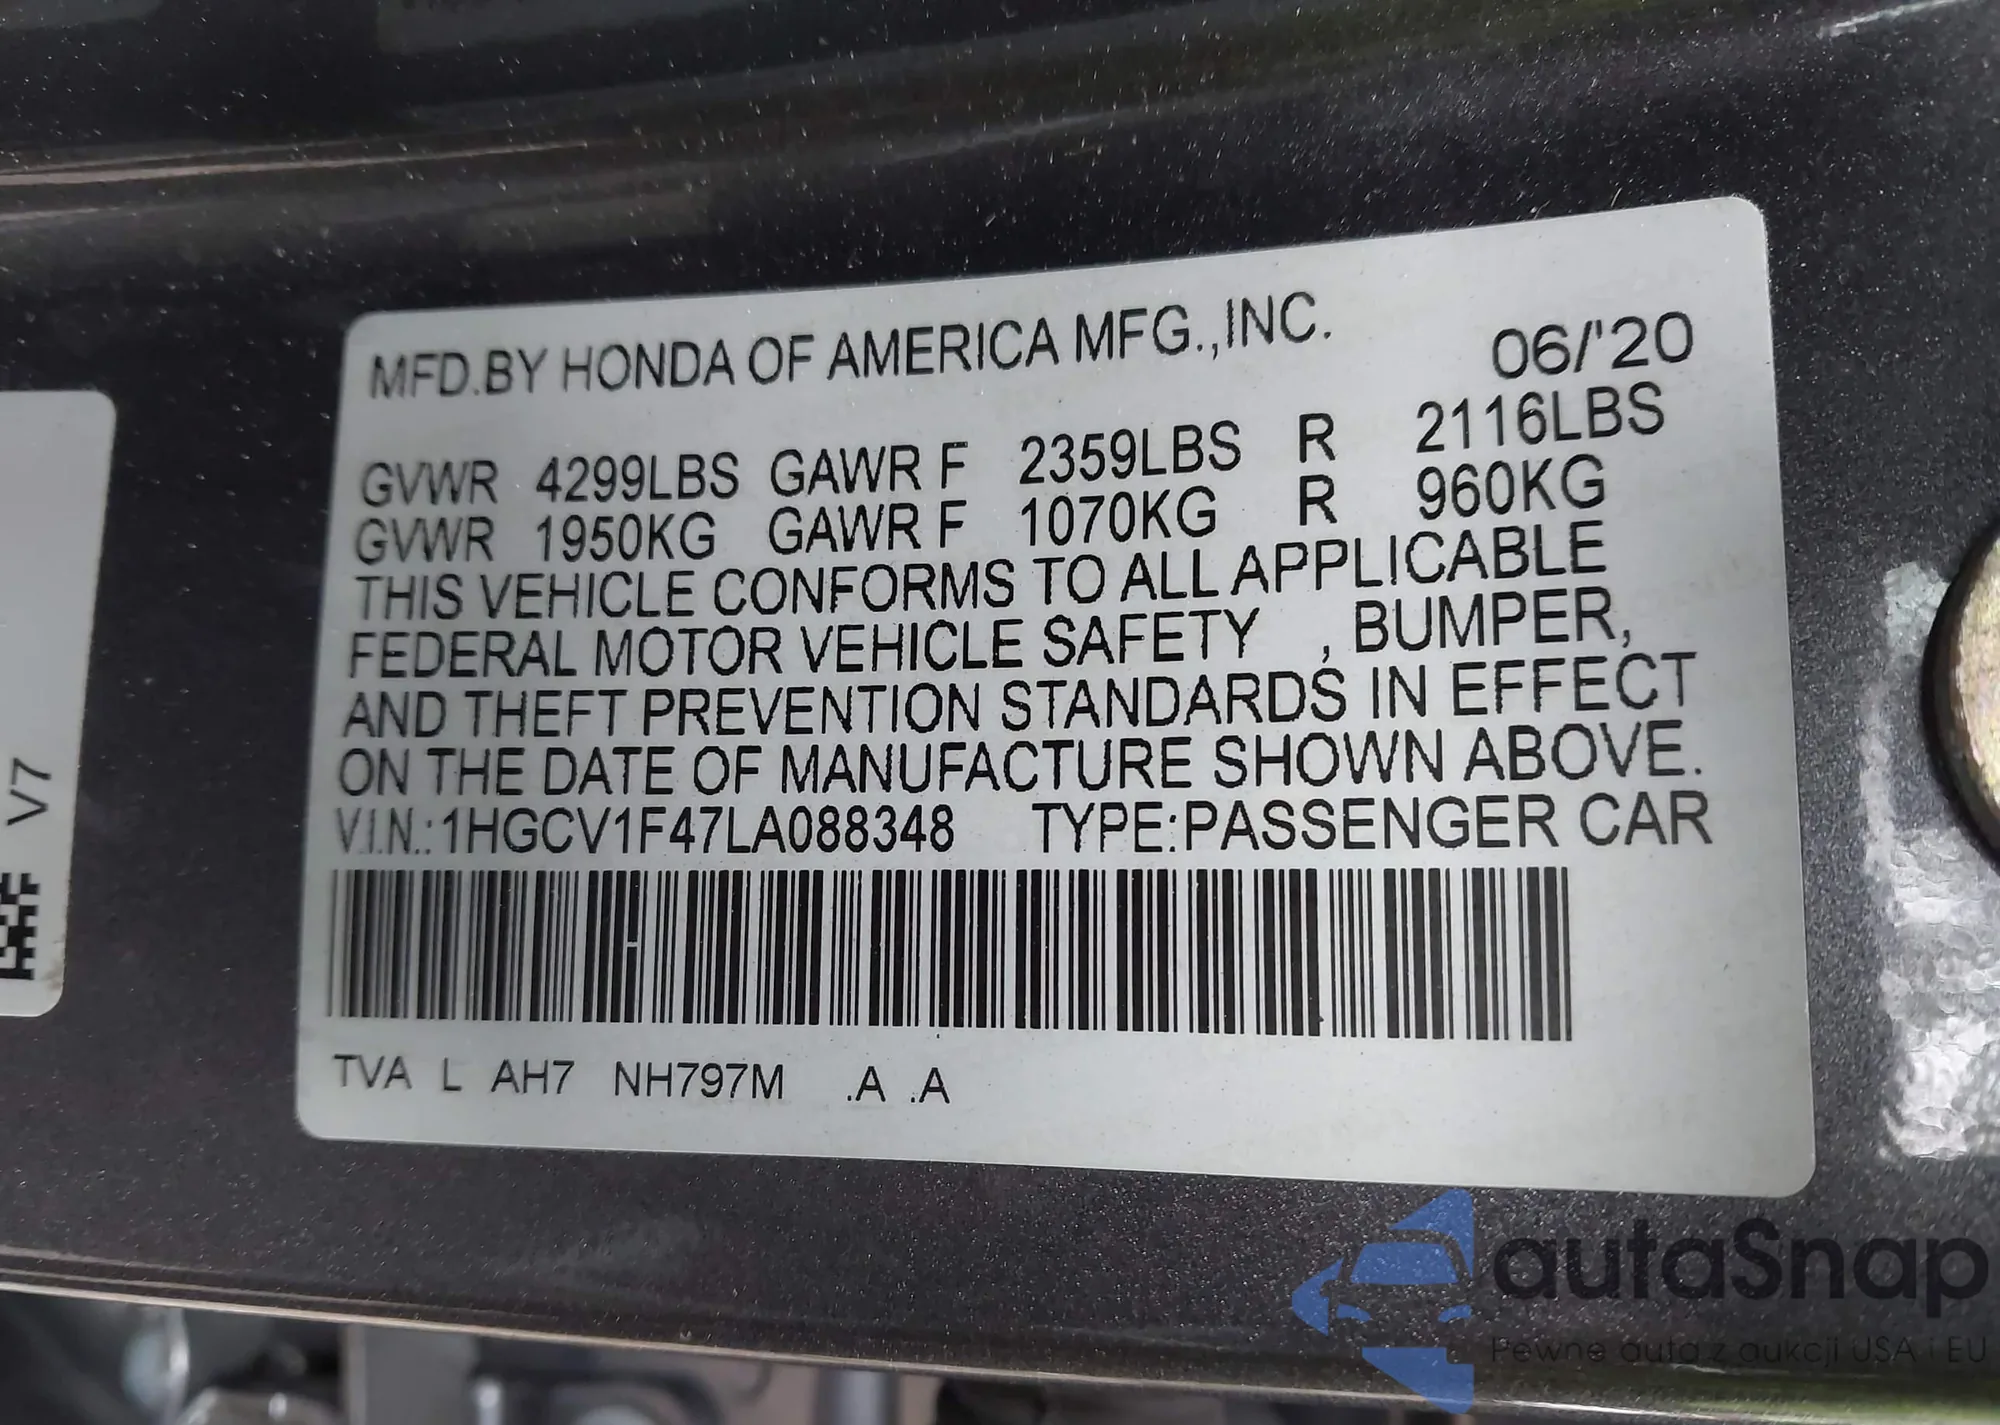 MFD.BY HONDA OF AMERICA MFG.,INC. 06/'20
GVWR 4299LBS GAWR F 2359LBS R 2116LBS
GVWR 1950KG GAWR F 1070KG R 960KG
THIS VEHICLE CONFORMS TO ALL APPLICABLE
FEDERAL MOTOR VEHICLE SAFETY , BUMPER,
AND THEFT PREVENTION STANDARDS IN EFFECT
ON THE DATE OF MANUFACTURE SHOWN ABOVE.
V.I.N.: 1HGCV1F47LA088348 TYPE:PASSENGER CAR
TVA L AH7 NH797M .A .A
V7
autaSnap
Pewne auta z aukcji USA i EU